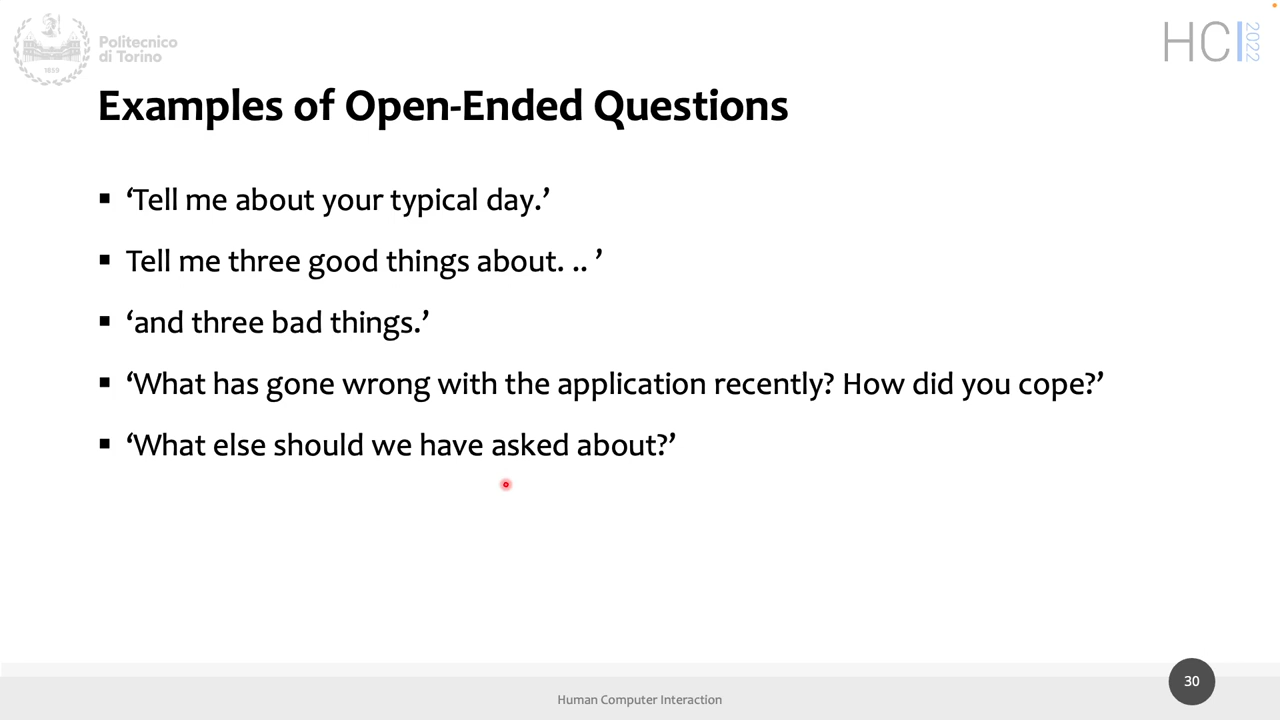 Politecnico
di Torino
1859
HCI 2022
Examples of Open-Ended Questions
▪ ‘Tell me about your typical day.’
▪ Tell me three good things about. .. ’
▪ ‘and three bad things.’
▪ ‘What has gone wrong with the application recently? How did you cope?’
▪ ‘What else should we have asked about?’
Human Computer Interaction
30